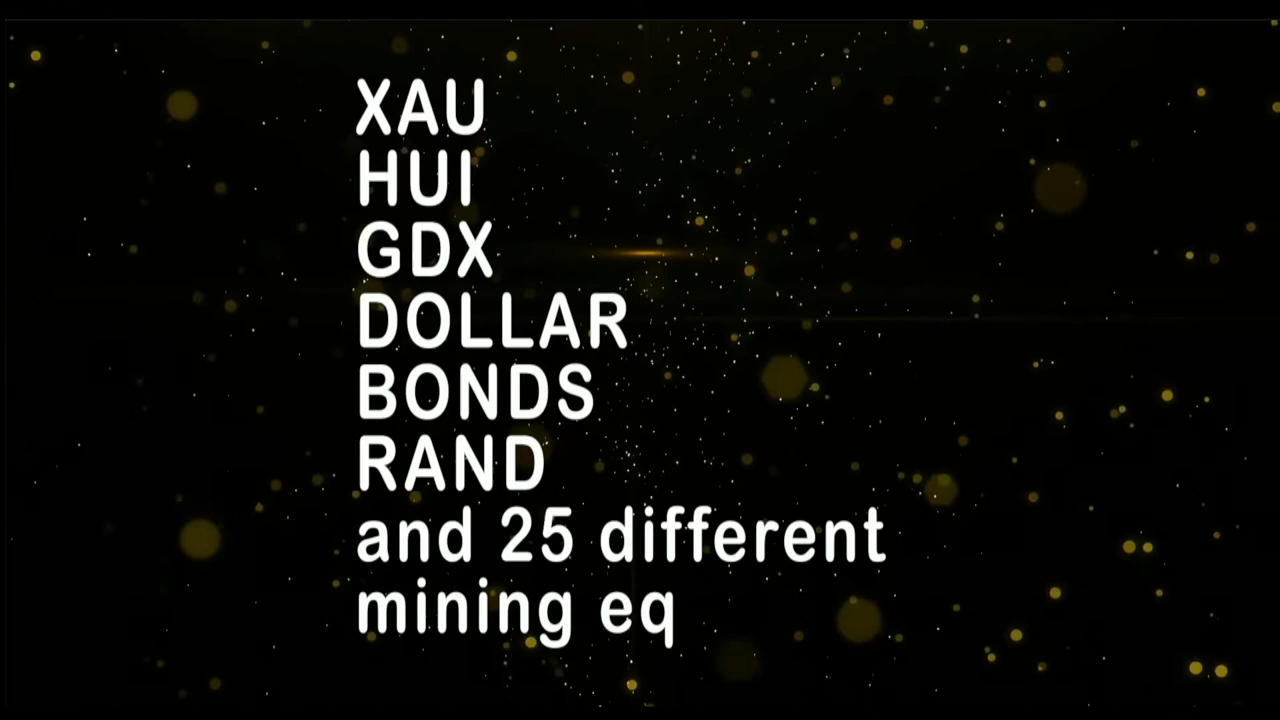 XAU
HUI
GDX
DOLLAR
BONDS
RAND
and 25 different
mining eq